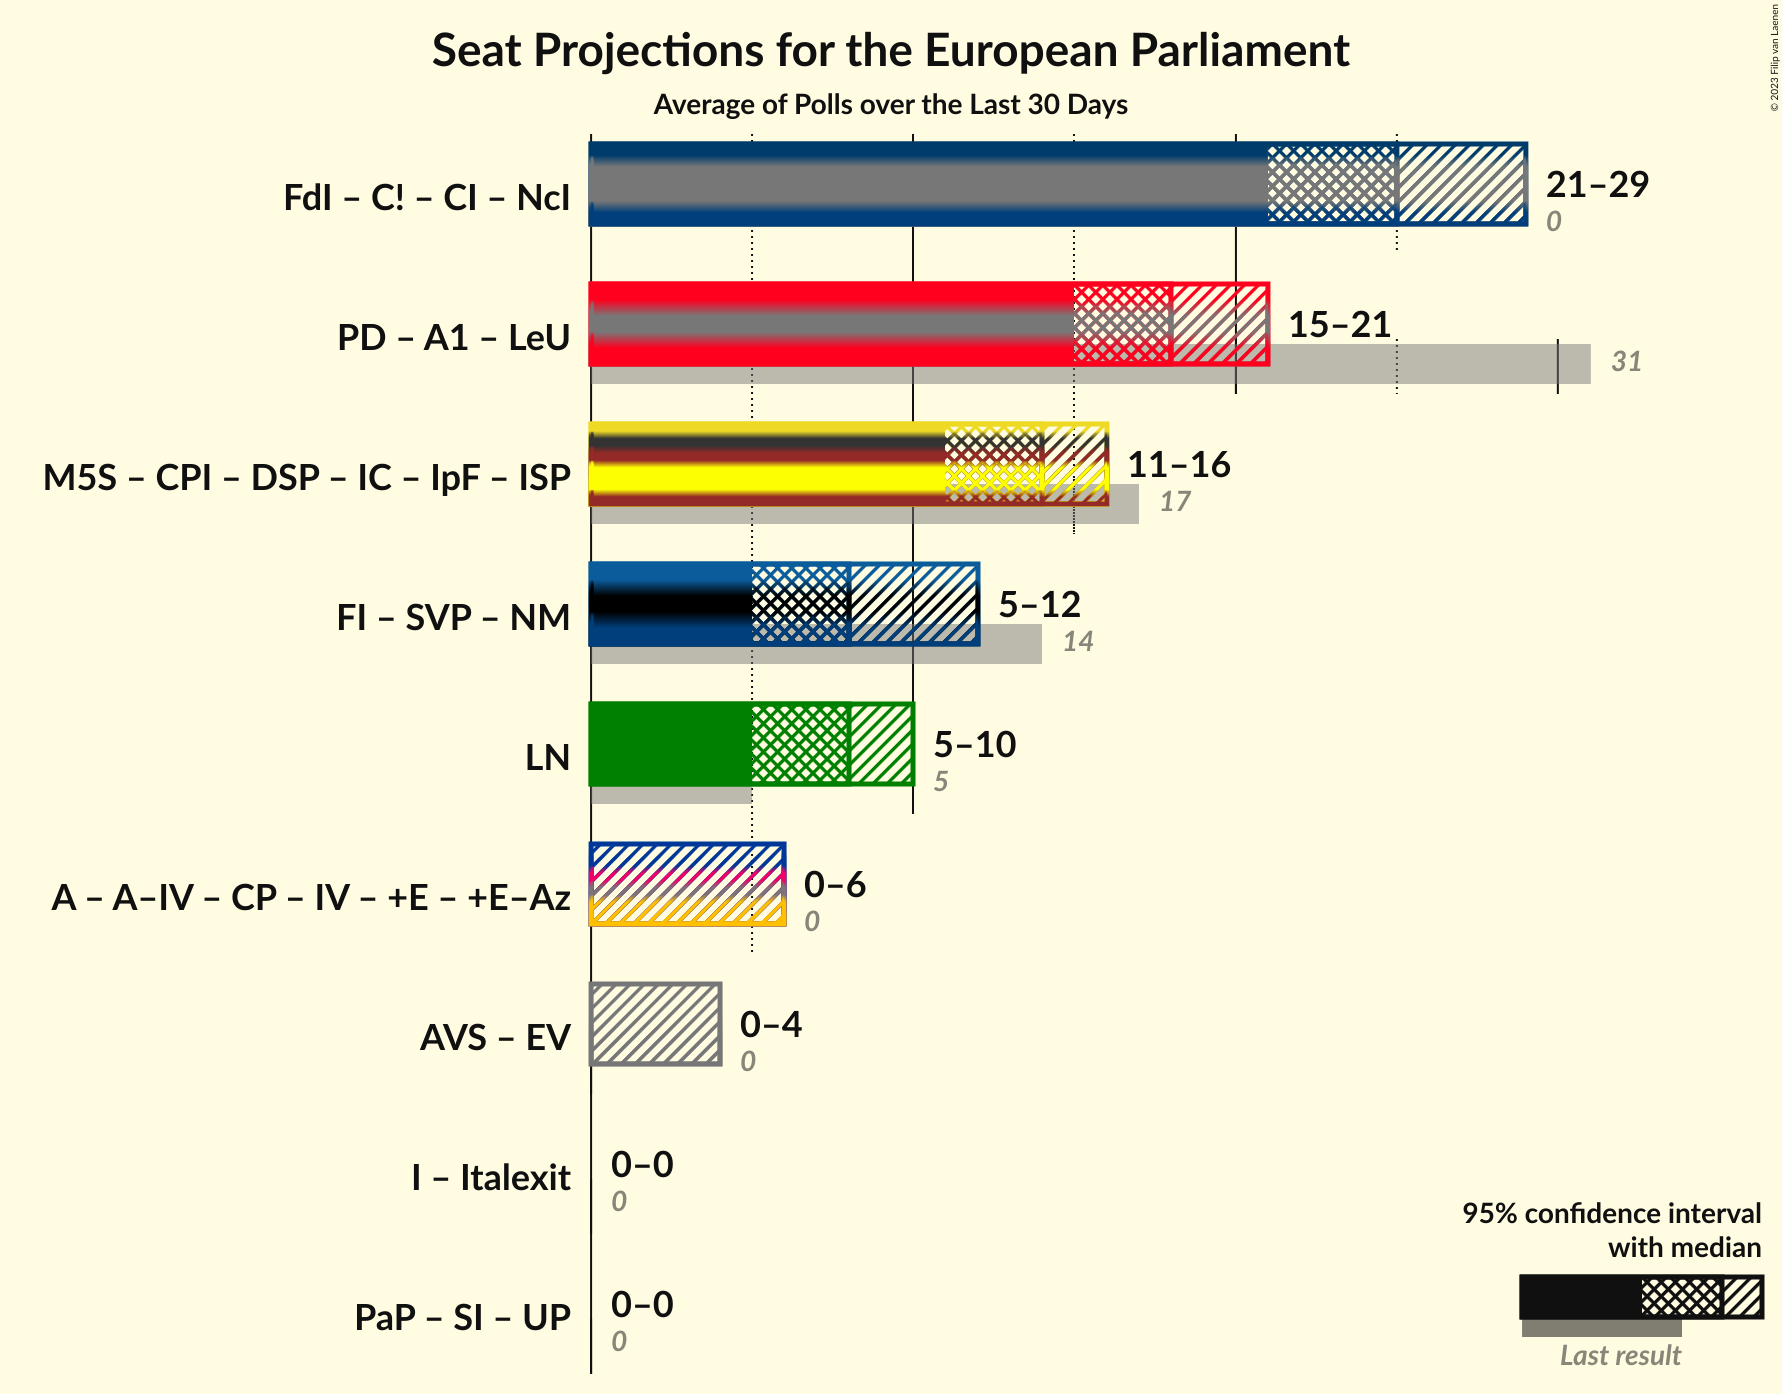 Seat Projections for the European Parliament
Average of Polls over the Last 30 Days
© 2023 Filip van Laenen
FdI – C! – CI – NcI
21–29
0
PD – A1 – LeU
15–21
31
M5S – CPI – DSP – IC – IpF – ISP
11–16
17
FI – SVP – NM
5–12
14
LN
5–10
5
A – A–IV – CP – IV – +E – +E–Az
0–6
0
AVS – EV
0–4
0
I – Italexit
0–0
0
PaP – SI – UP
0–0
0
95% confidence interval
with median
Last result